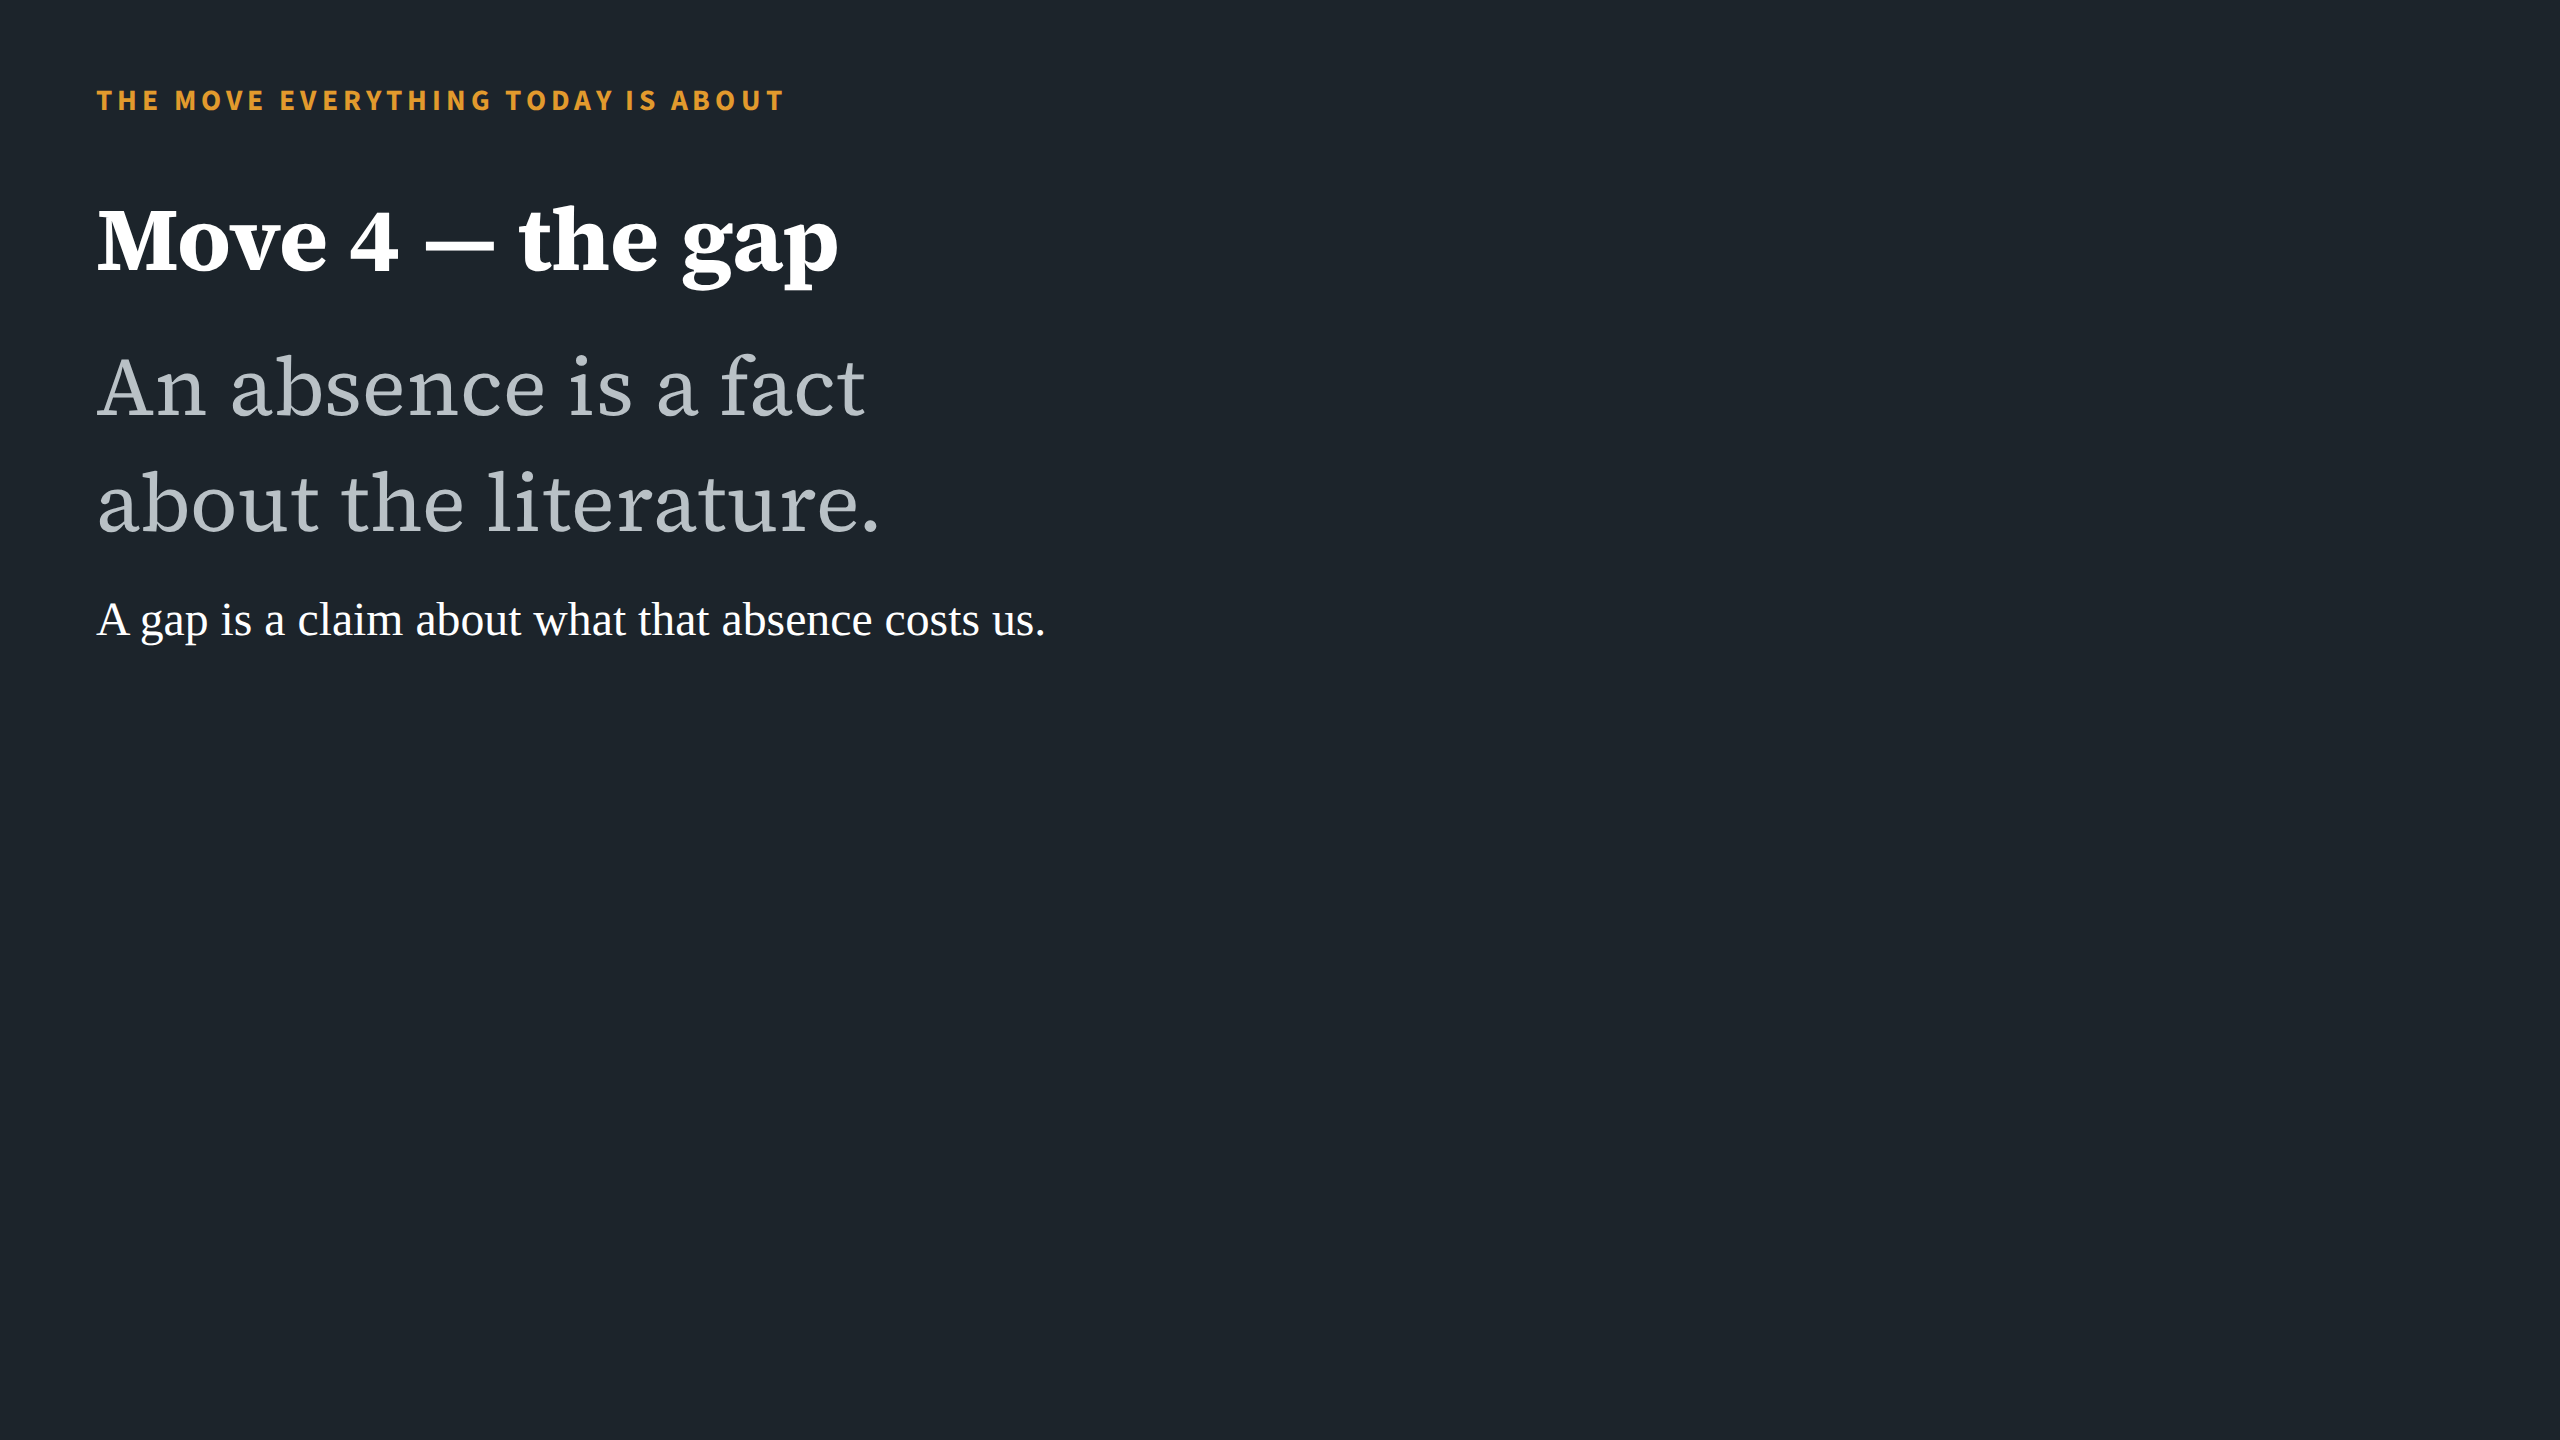 THE MOVE EVERYTHING TODAY IS ABOUT
Move 4 — the gap
An absence is a fact
about the literature.
A gap is a claim about what that absence costs us.